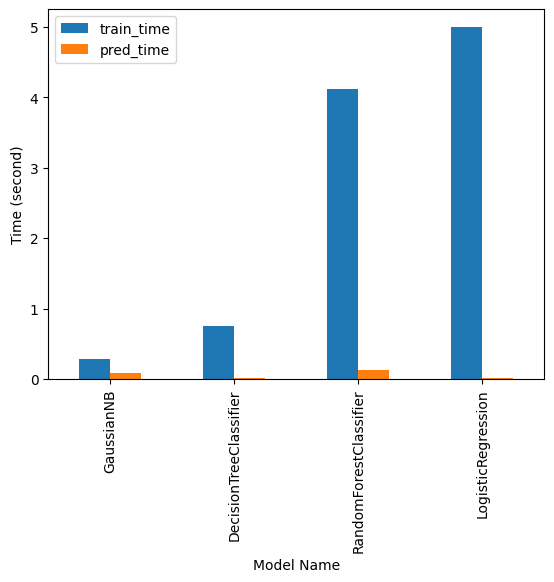 train_time
pred_time
Time (second)
5
4
3
2
1
0
GaussianNB
DecisionTreeClassifier
RandomForestClassifier
LogisticRegression
Model Name